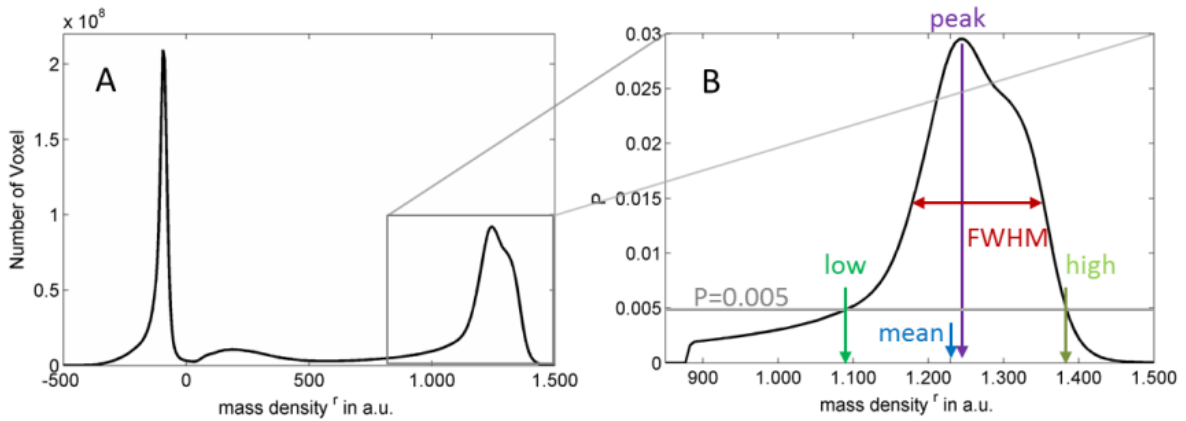 x 10⁸
A
2
1.5
1
0.5
0
Number of Voxel
-500
0
500
1.000
1.500
mass density r in a.u.
peak
B
0.03
0.025
0.02
0.015
0.01
0.005
0
P
FWHM
low
high
P=0.005
mean
900
1.000
1.100
1.200
1.300
1.400
1.500
mass density r in a.u.